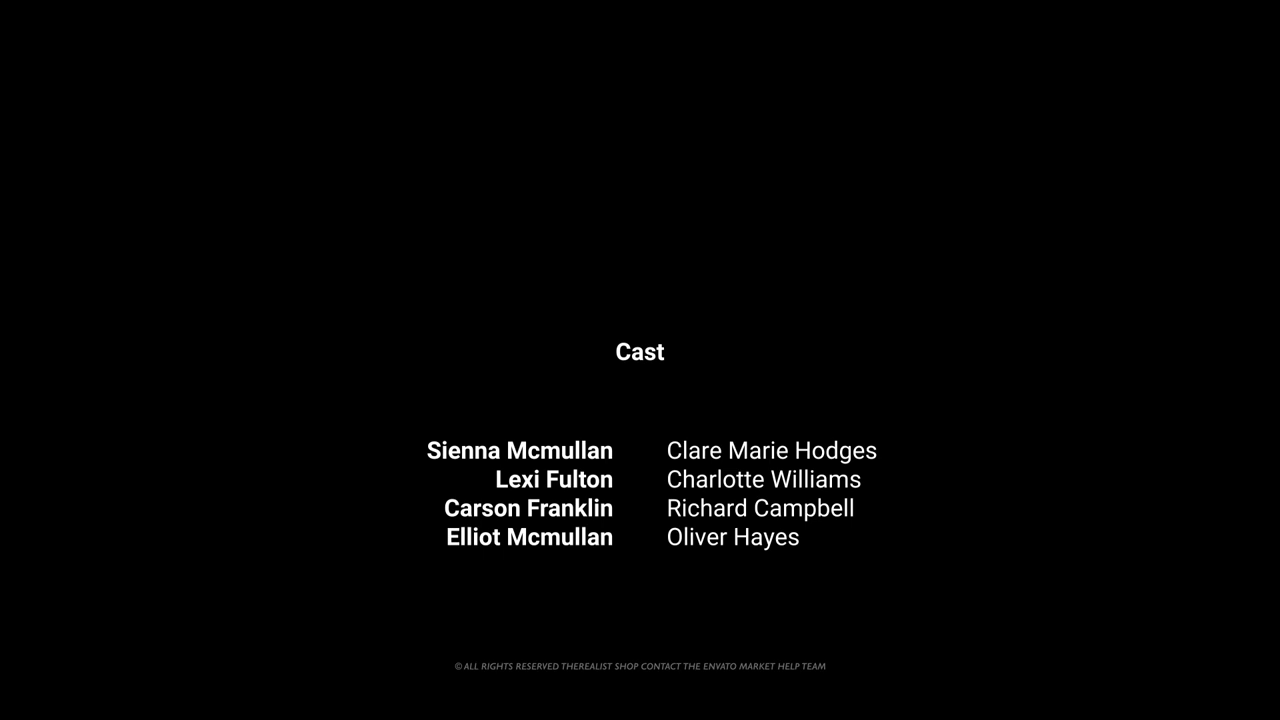 Cast
Sienna Mcmullan Clare Marie Hodges
Lexi Fulton Charlotte Williams
Carson Franklin Richard Campbell
Elliot Mcmullan Oliver Hayes
© ALL RIGHTS RESERVED THEREALIST SHOP CONTACT THE ENVATO MARKET HELP TEAM